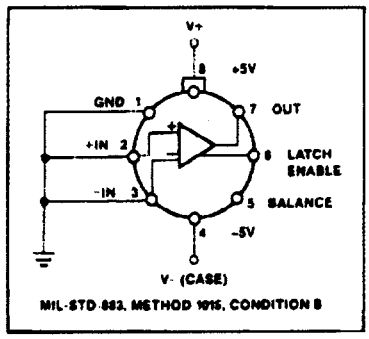 V+
8 +5V
GND 1
7 OUT
+IN 2
+
-
6 LATCH
ENABLE
-IN 3
5 BALANCE
4 -5V
V- (CASE)
MIL-STD-883, METHOD 1015, CONDITION B